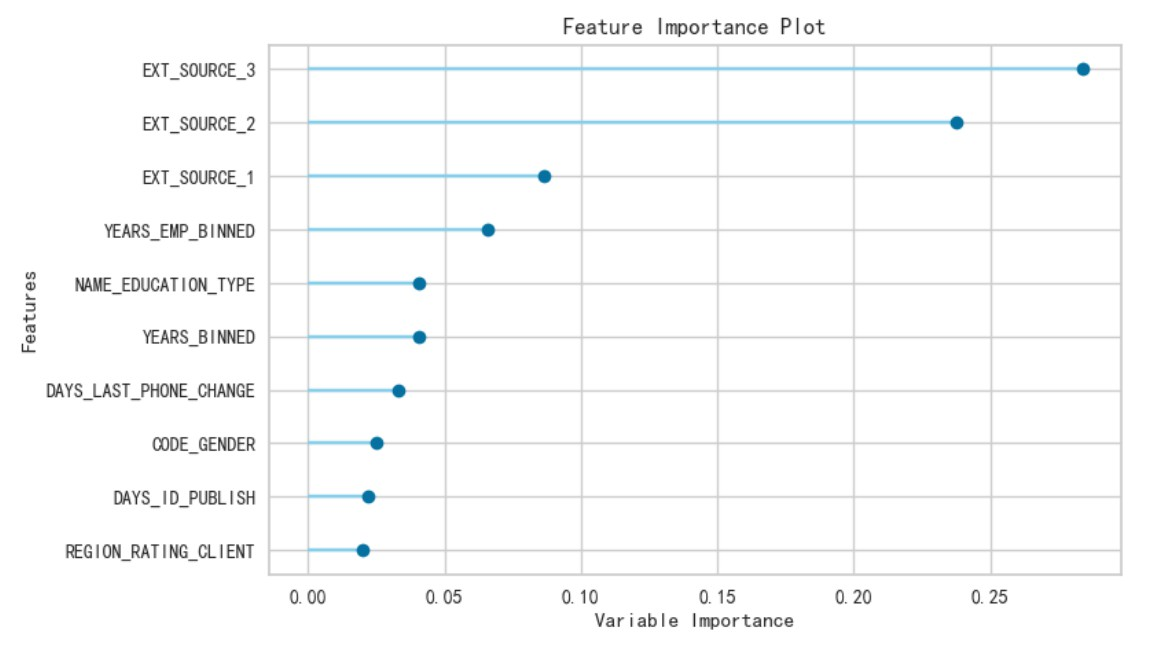 Feature Importance Plot
EXT_SOURCE_3
EXT_SOURCE_2
EXT_SOURCE_1
YEARS_EMP_BINNED
NAME_EDUCATION_TYPE
YEARS_BINNED
DAYS_LAST_PHONE_CHANGE
CODE_GENDER
DAYS_ID_PUBLISH
REGION_RATING_CLIENT
Features
0.00 0.05 0.10 0.15 0.20 0.25
Variable Importance